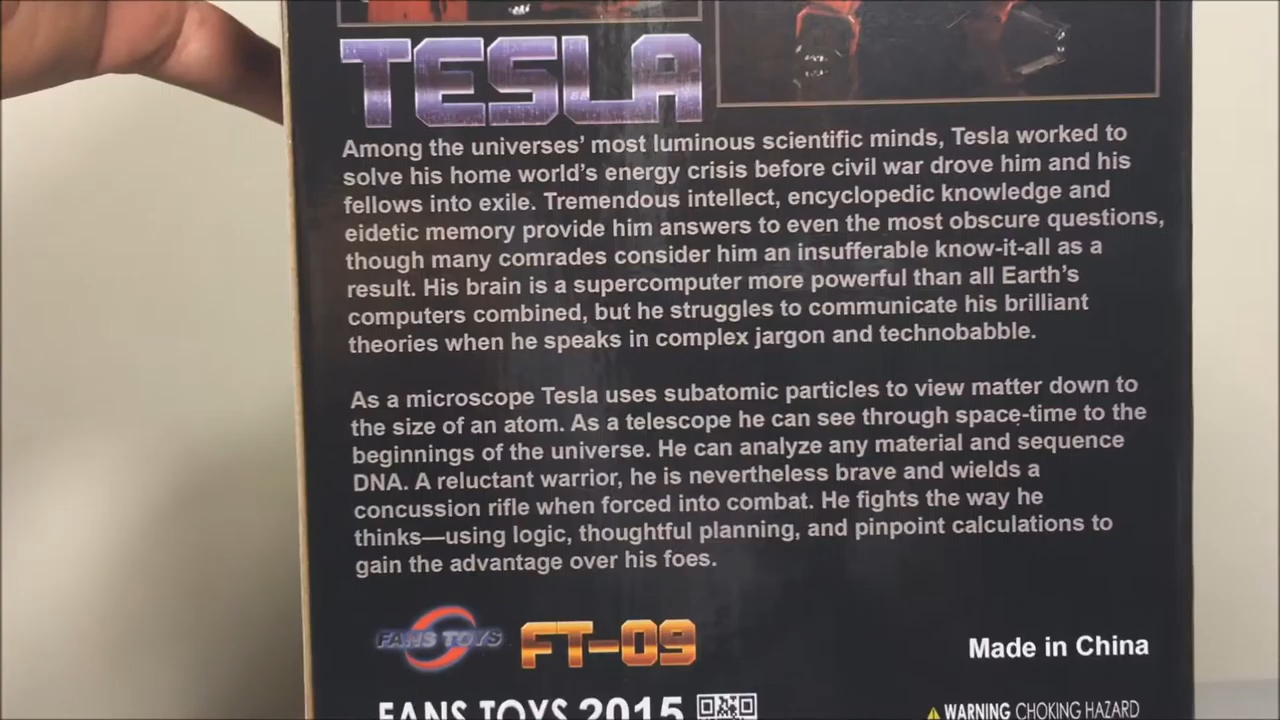 TESLA
Among the universes' most luminous scientific minds, Tesla worked to
solve his home world's energy crisis before civil war drove him and his
fellows into exile. Tremendous intellect, encyclopedic knowledge and
eidetic memory provide him answers to even the most obscure questions,
though many comrades consider him an insufferable know-it-all as a
result. His brain is a supercomputer more powerful than all Earth's
computers combined, but he struggles to communicate his brilliant
theories when he speaks in complex jargon and technobabble.
As a microscope Tesla uses subatomic particles to view matter down to
the size of an atom. As a telescope he can see through space-time to the
beginnings of the universe. He can analyze any material and sequence
DNA. A reluctant warrior, he is nevertheless brave and wields a
concussion rifle when forced into combat. He fights the way he
thinks—using logic, thoughtful planning, and pinpoint calculations to
gain the advantage over his foes.
FANS TOYS FT-09
Made in China
FANS TOYS 2015
WARNING CHOKING HAZARD